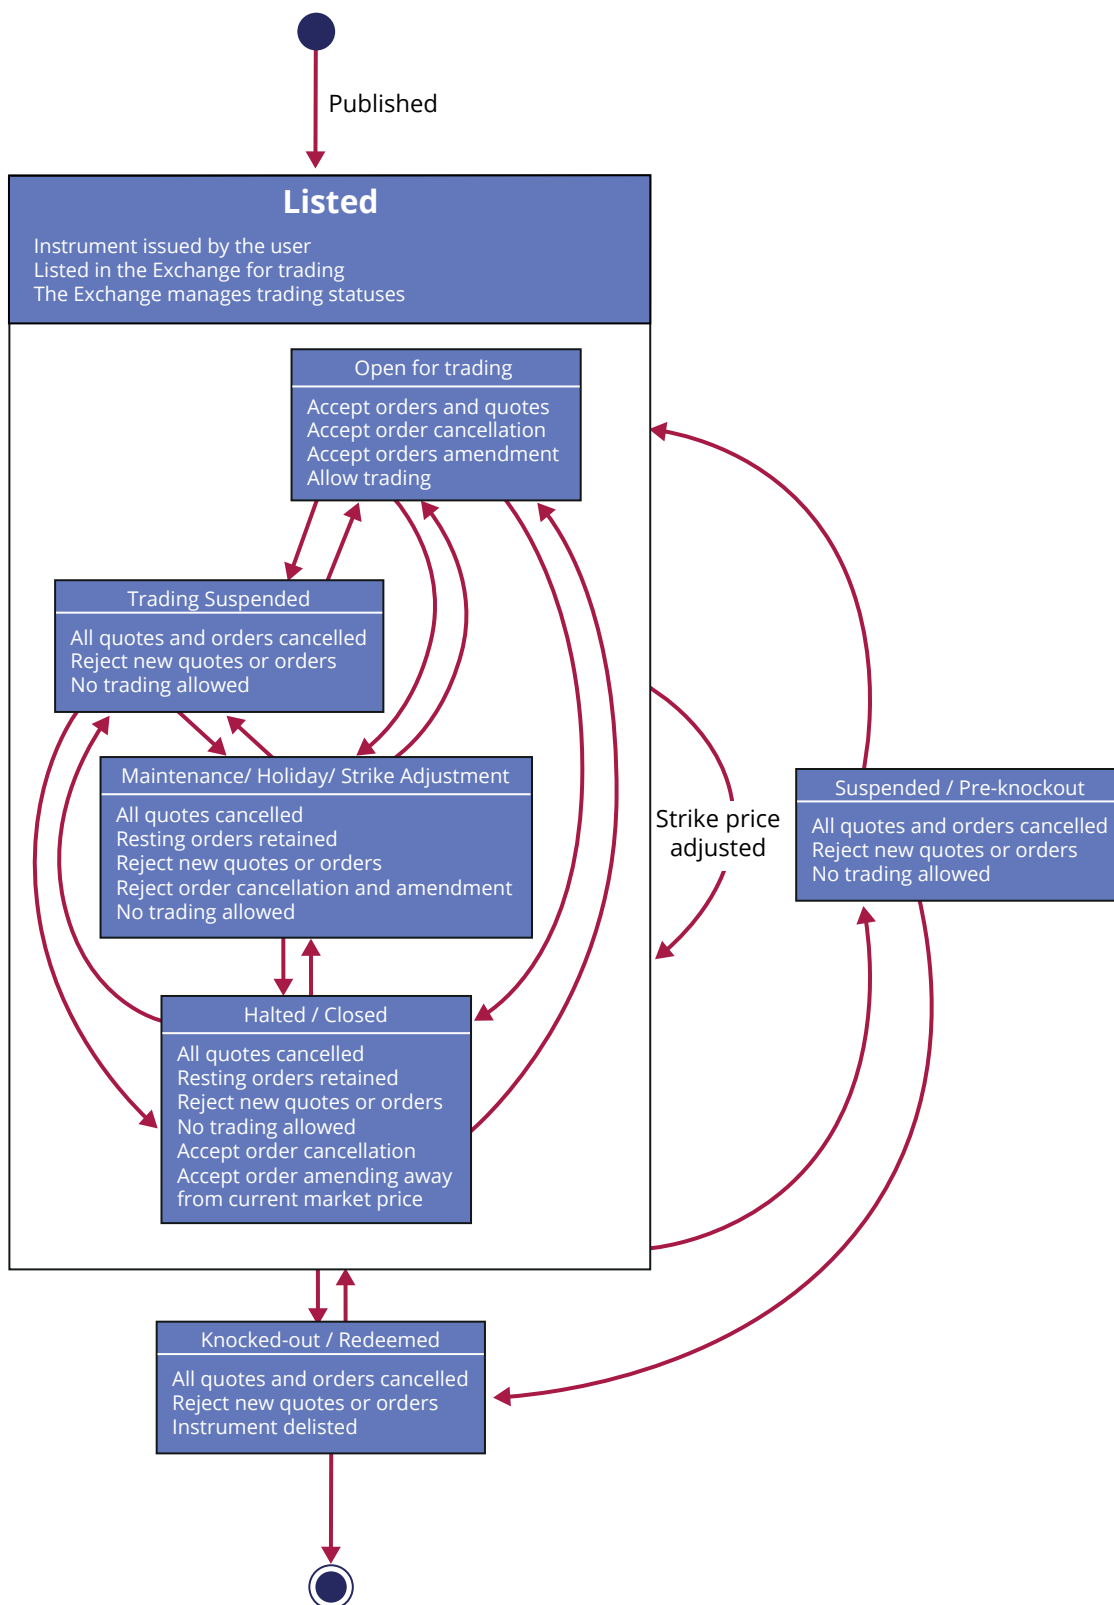 Published
Listed
Instrument issued by the user
Listed in the Exchange for trading
The Exchange manages trading statuses
Open for trading
Accept orders and quotes
Accept order cancellation
Accept orders amendment
Allow trading
Trading Suspended
All quotes and orders cancelled
Reject new quotes or orders
No trading allowed
Maintenance/ Holiday/ Strike Adjustment
All quotes cancelled
Resting orders retained
Reject new quotes or orders
Reject order cancellation and amendment
No trading allowed
Strike price
adjusted
Suspended / Pre-knockout
All quotes and orders cancelled
Reject new quotes or orders
No trading allowed
Halted / Closed
All quotes cancelled
Resting orders retained
Reject new quotes or orders
No trading allowed
Accept order cancellation
Accept order amending away
from current market price
Knocked-out / Redeemed
All quotes and orders cancelled
Reject new quotes or orders
Instrument delisted